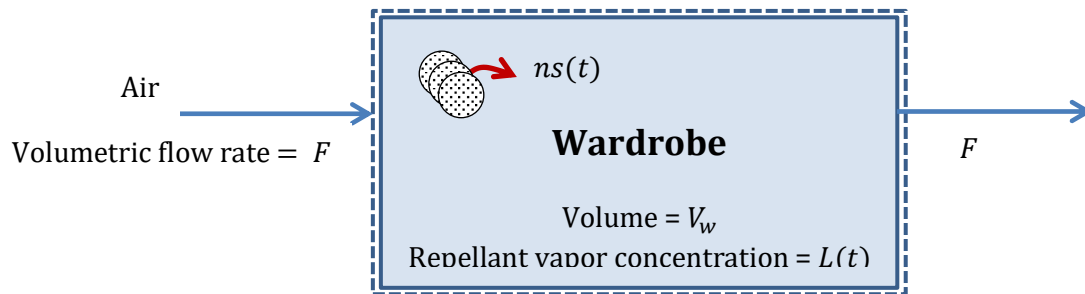 ns(t)
Air
Volumetric flow rate = F
Wardrobe
F
Volume = V_w
Repellant vapor concentration = L(t)